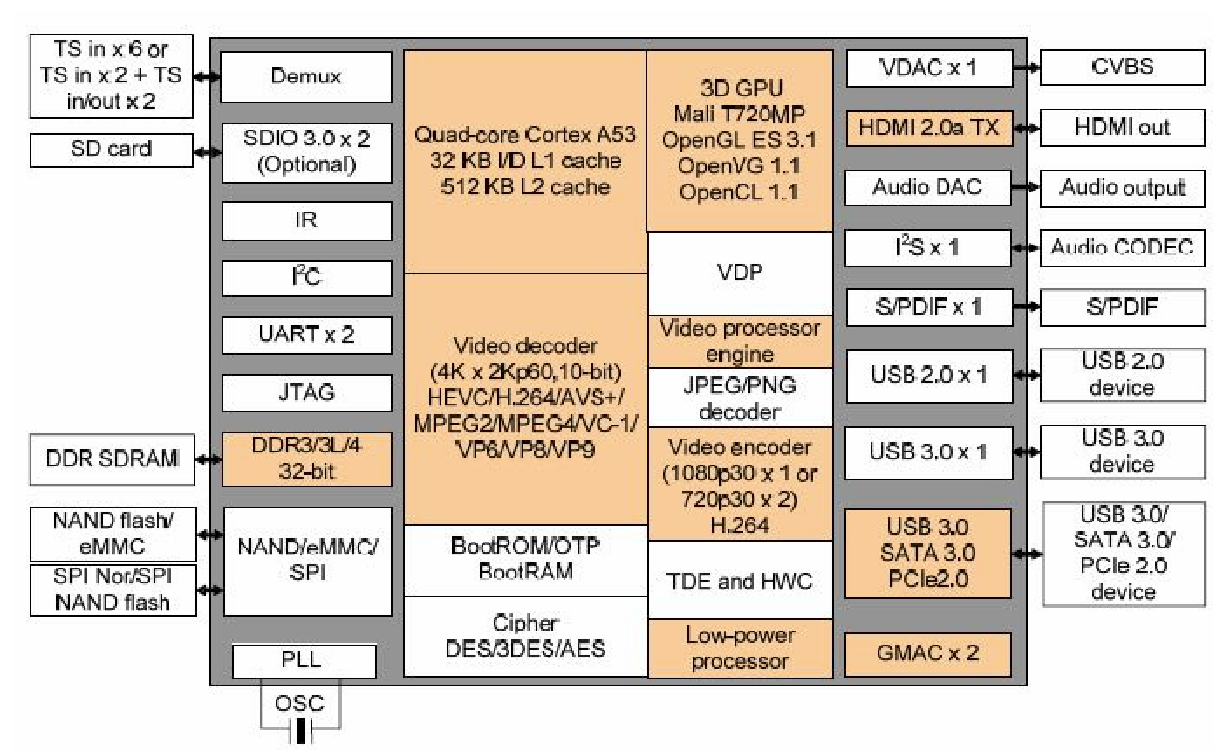 TS in x 6 or
TS in x 2 + TS
in/out x 2
SD card
DDR SDRAM
NAND flash/
eMMC
SPI Nor/SPI
NAND flash
Demux
SDIO 3.0 x 2
(Optional)
IR
I²C
UART x 2
JTAG
DDR3/3L/4
32-bit
NAND/eMMC/
SPI
PLL
OSC
Quad-core Cortex A53
32 KB I/D L1 cache
512 KB L2 cache
Video decoder
(4K x 2Kp60,10-bit)
HEVC/H.264/AVS+/
MPEG2/MPEG4/VC-1/
VP6/VP8/VP9
BootROM/OTP
BootRAM
Cipher
DES/3DES/AES
3D GPU
Mali T720MP
OpenGL ES 3.1
OpenVG 1.1
OpenCL 1.1
VDP
Video processor
engine
JPEG/PNG
decoder
Video encoder
(1080p30 x 1 or
720p30 x 2)
H.264
TDE and HWC
Low-power
processor
VDAC x 1
HDMI 2.0a TX
Audio DAC
I²S x 1
S/PDIF x 1
USB 2.0 x 1
USB 3.0 x 1
USB 3.0
SATA 3.0
PCIe2.0
GMAC x 2
CVBS
HDMI out
Audio output
Audio CODEC
S/PDIF
USB 2.0
device
USB 3.0
device
USB 3.0/
SATA 3.0/
PCIe 2.0
device